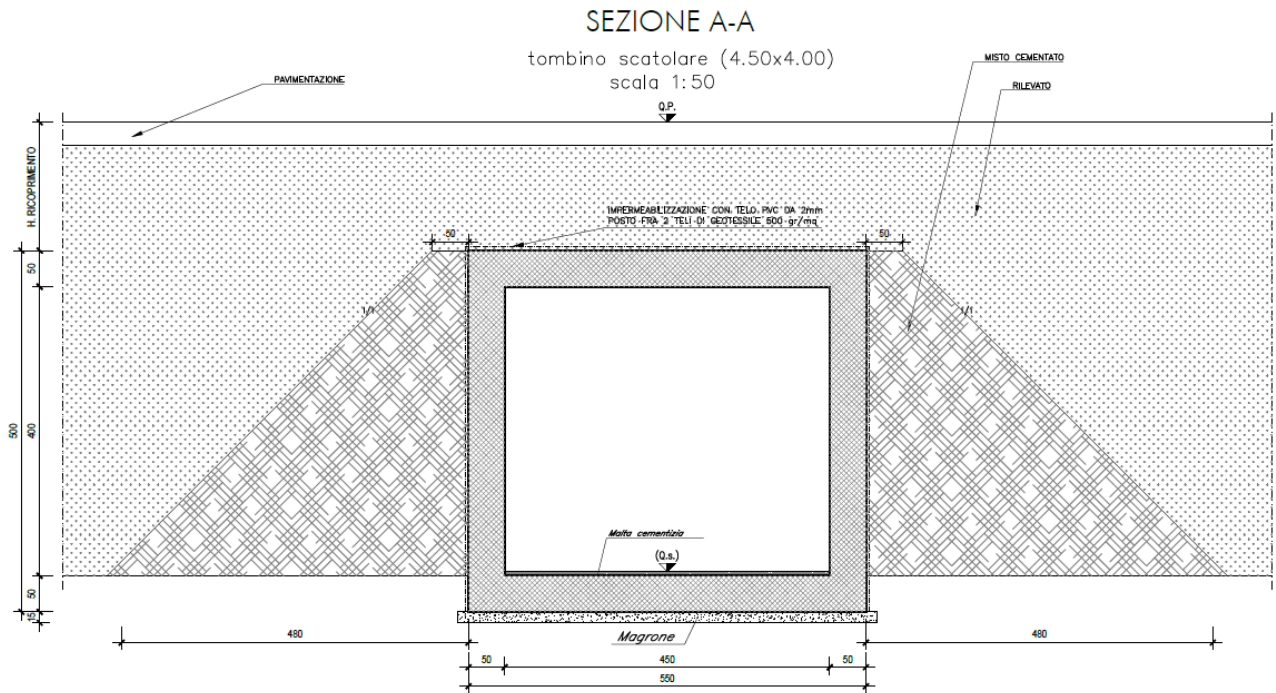 SEZIONE A-A
tombino scatolare (4.50x4.00)
scala 1:50
PAVIMENTAZIONE
MISTO CEMENTATO
RILEVATO
Q.P.
H. RICOPRIMENTO
IMPERMEABILIZZAZIONE CON TELO PVC DA 2mm
POSTO FRA 2 TELI DI GEOTESSILE 500 gr/mq
50
50
50
1/1
1/1
500
400
Malta cementizia
(Q.s.)
50
15
Magrone
480
480
50
450
50
550